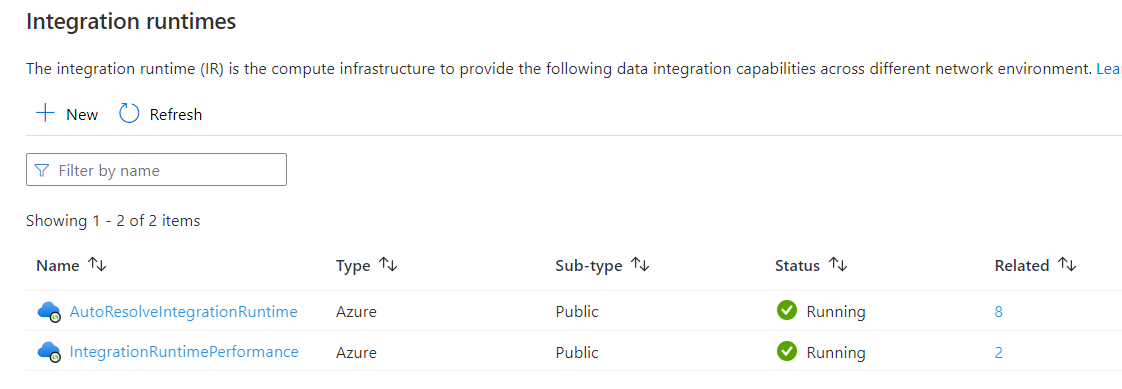 Integration runtimes
The integration runtime (IR) is the compute infrastructure to provide the following data integration capabilities across different network environment. Lea
New Refresh
Filter by name
Showing 1 - 2 of 2 items
Name Type Sub-type Status Related
AutoResolveIntegrationRuntime Azure Public Running 8
IntegrationRuntimePerformance Azure Public Running 2